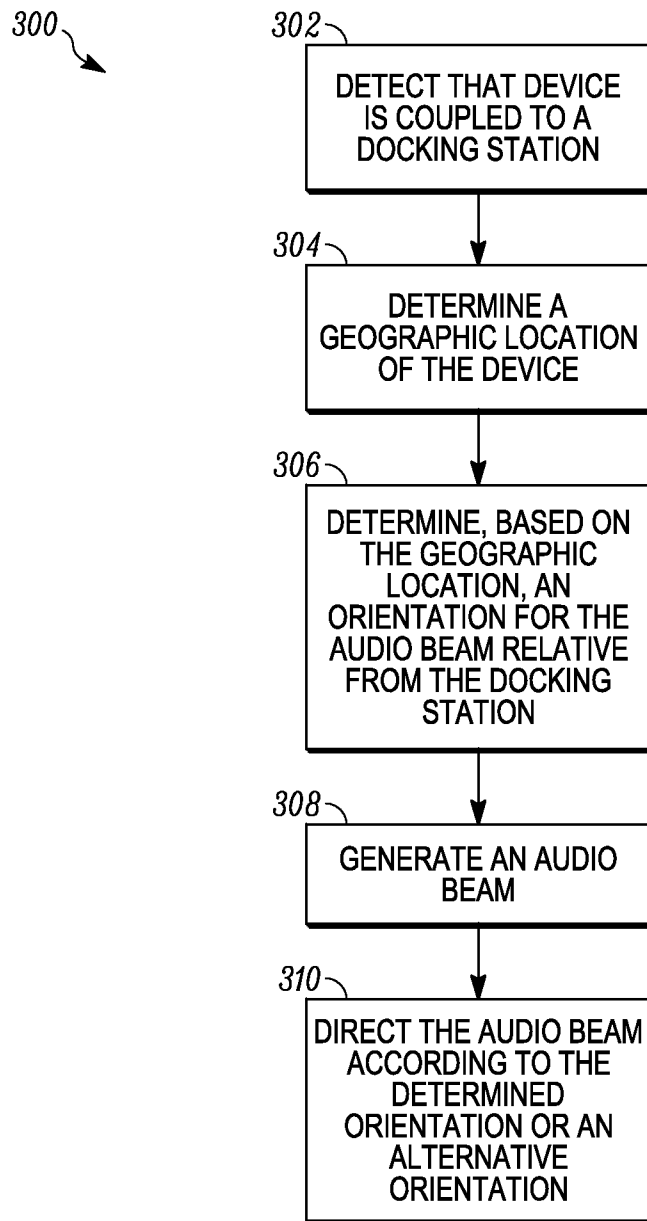 300
302
DETECT THAT DEVICE
IS COUPLED TO A
DOCKING STATION
304
DETERMINE A
GEOGRAPHIC LOCATION
OF THE DEVICE
306
DETERMINE, BASED ON
THE GEOGRAPHIC
LOCATION, AN
ORIENTATION FOR THE
AUDIO BEAM RELATIVE
FROM THE DOCKING
STATION
308
GENERATE AN AUDIO
BEAM
310
DIRECT THE AUDIO BEAM
ACCORDING TO THE
DETERMINED
ORIENTATION OR AN
ALTERNATIVE
ORIENTATION